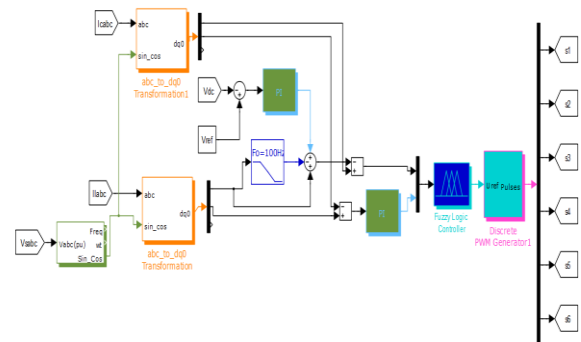 Icabc
abc
sin_cos
dq0
abc_to_dq0
Transformation1
Vdc
Vref
PI
Fo=100Hz
Ilabc
abc
sin_cos
dq0
abc_to_dq0
Transformation
Vsabc
Vabc(pu)
Freq
wt
Sin_Cos
PI
Fuzzy Logic
Controller
Uref Pulses
Discrete
PWM Generator1
s1
s2
s3
s4
s5
s6